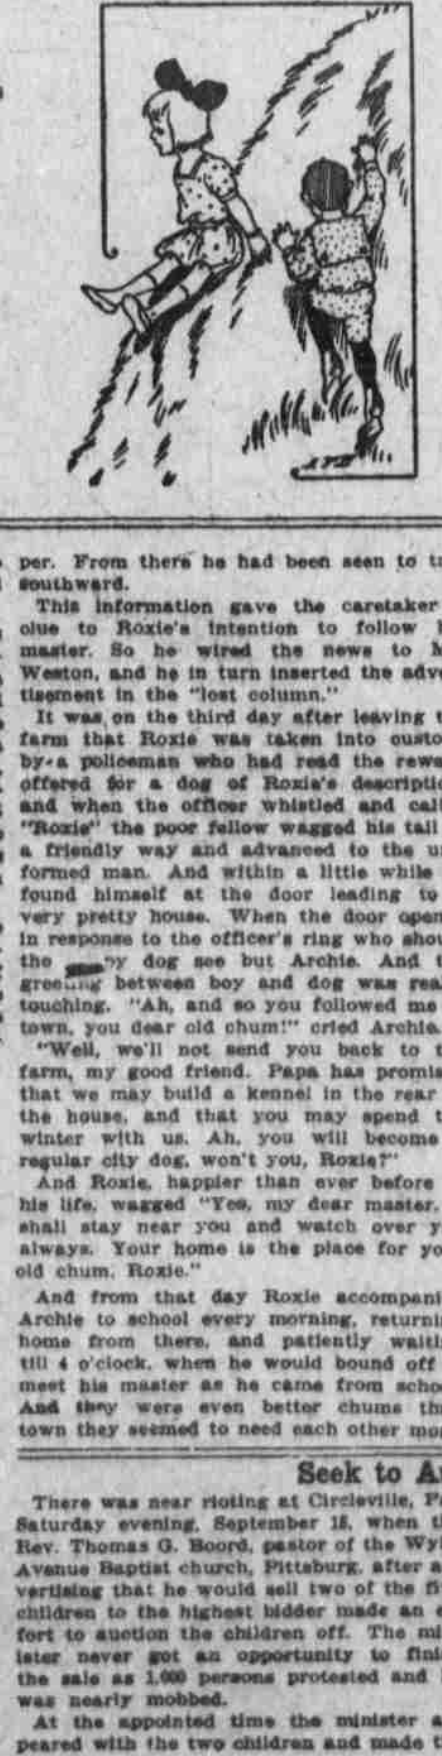 per. From there he had been seen to
southward.
This information gave the caretaker
clue to Roxie's intention to follow
master. So he wired the news to
Weston, and he in turn inserted the adve
tisement in the "lost column."
It was on the third day after leaving
farm that Roxie was taken into custo
by a policeman who had read the rewa
offered for a dog of Roxie's descriptio
and when the officer whistled and call
"Roxie" the poor fellow wagged his tail
a friendly way and advanced to the u
formed man. And within a little while
found himself at the door leading to
very pretty house. When the door open
in response to the officer's ring who shou
the py dog see but Archie. And t
greeting between boy and dog was rea
touching. "Ah, and so you followed me
town, you dear old chum!" cried Archie.
"Well, we'll not send you back to t
farm, my good friend. Papa has promis
that we may build a kennel in the rear
the house, and that you may spend t
winter with us. Ah, you will become
regular city dog, won't you, Roxie?"
And Roxie, happier than ever before
his life, wagged "Yes, my dear master.
shall stay near you and watch over y
always. Your home is the place for yo
old chum, Roxie."
And from that day Roxie accompani
Archie to school every morning, returni
home from there, and patiently waiti
till 4 o'clock, when he would bound off
meet his master as he came from schoo
And they were even better chums th
town they seemed to need each other mor
Seek to A
There was near rioting at Circleville, P
Saturday evening, September 18, when t
Rev. Thomas G. Boord, pastor of the Wyl
Avenue Baptist church, Pittsburg, after a
vertising that he would sell two of the fi
children to the highest bidder made an e
fort to auction the children off. The mi
ister never got an opportunity to fini
the sale as 1,000 persons protested and
was nearly mobbed.
At the appointed time the minister a
peared with the two children and made t